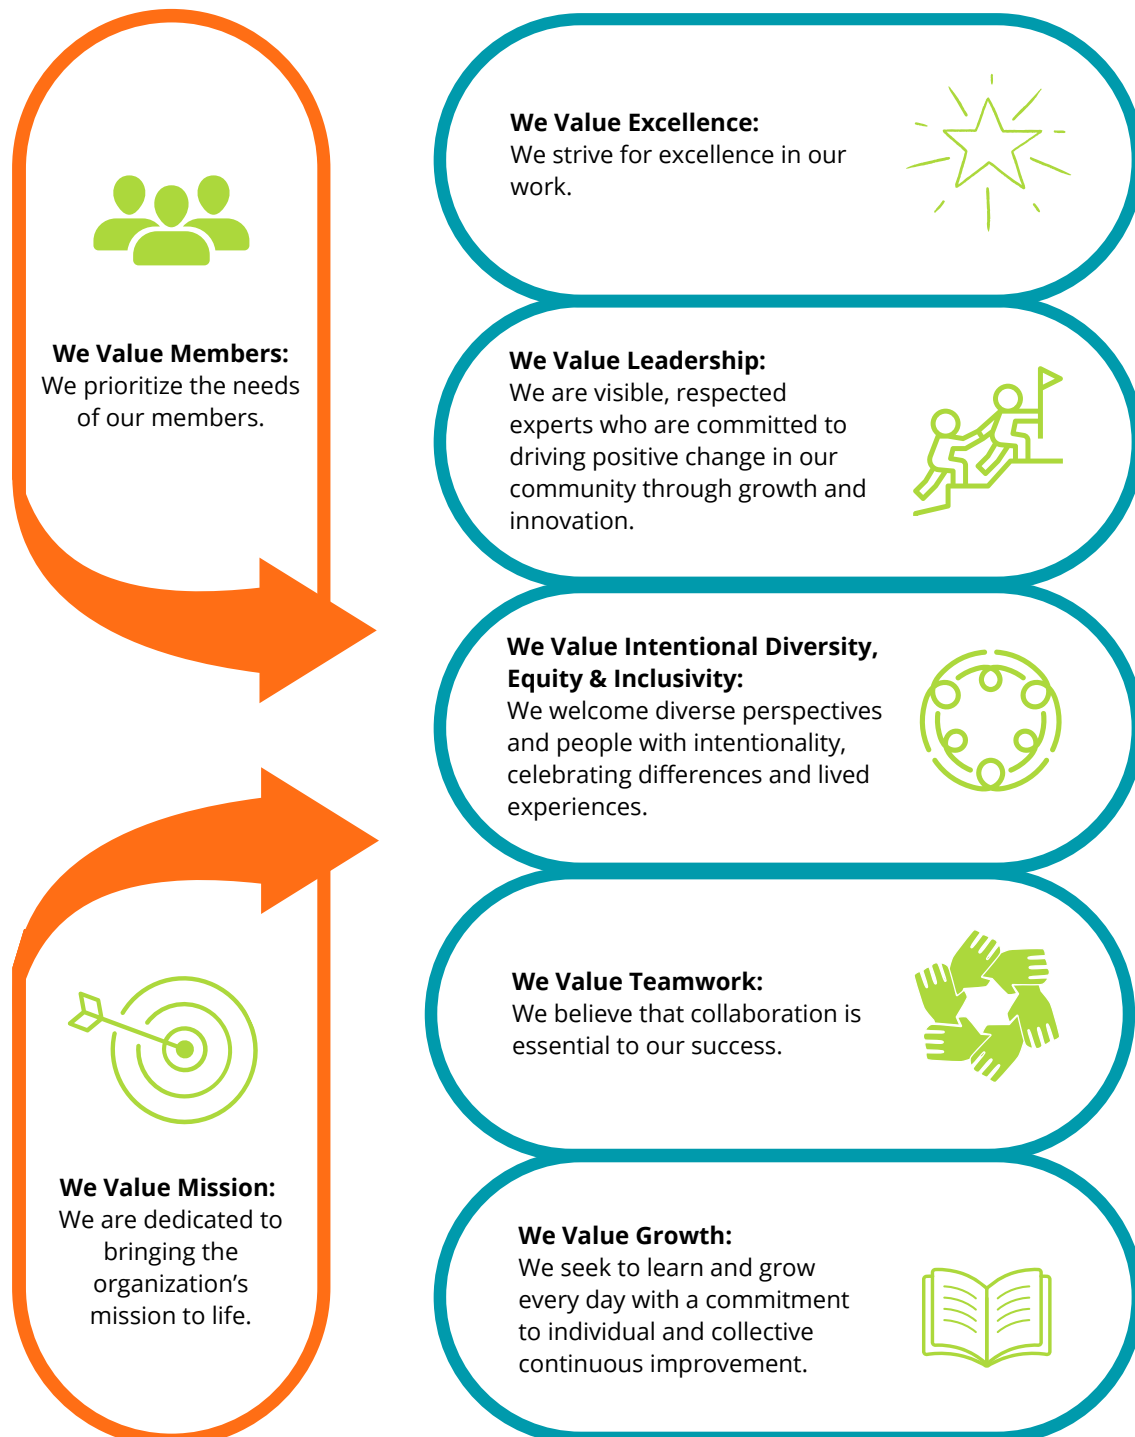 We Value Members:
We prioritize the needs
of our members.
We Value Mission:
We are dedicated to
bringing the
organization’s
mission to life.
We Value Excellence:
We strive for excellence in our
work.
We Value Leadership:
We are visible, respected
experts who are committed to
driving positive change in our
community through growth and
innovation.
We Value Intentional Diversity,
Equity & Inclusivity:
We welcome diverse perspectives
and people with intentionality,
celebrating differences and lived
experiences.
We Value Teamwork:
We believe that collaboration is
essential to our success.
We Value Growth:
We seek to learn and grow
every day with a commitment
to individual and collective
continuous improvement.